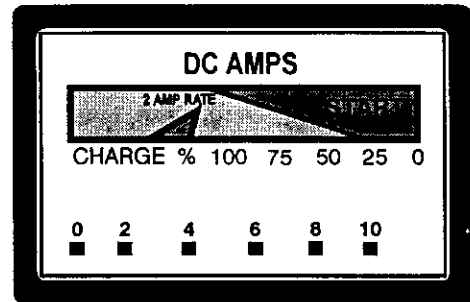 DC AMPS
2 AMP RATE START
CHARGE % 100 75 50 25 0
0 2 4 6 8 10